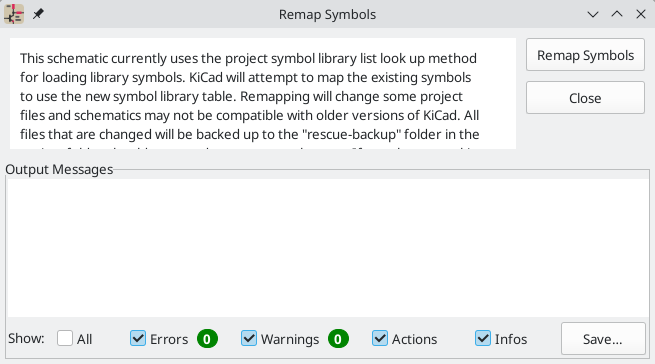 Remap Symbols
This schematic currently uses the project symbol library list look up method
for loading library symbols. KiCad will attempt to map the existing symbols
to use the new symbol library table. Remapping will change some project
files and schematics may not be compatible with older versions of KiCad. All
files that are changed will be backed up to the "rescue-backup" folder in the
Remap Symbols
Close
Output Messages
Show: All Errors 0 Warnings 0 Actions Infos Save...